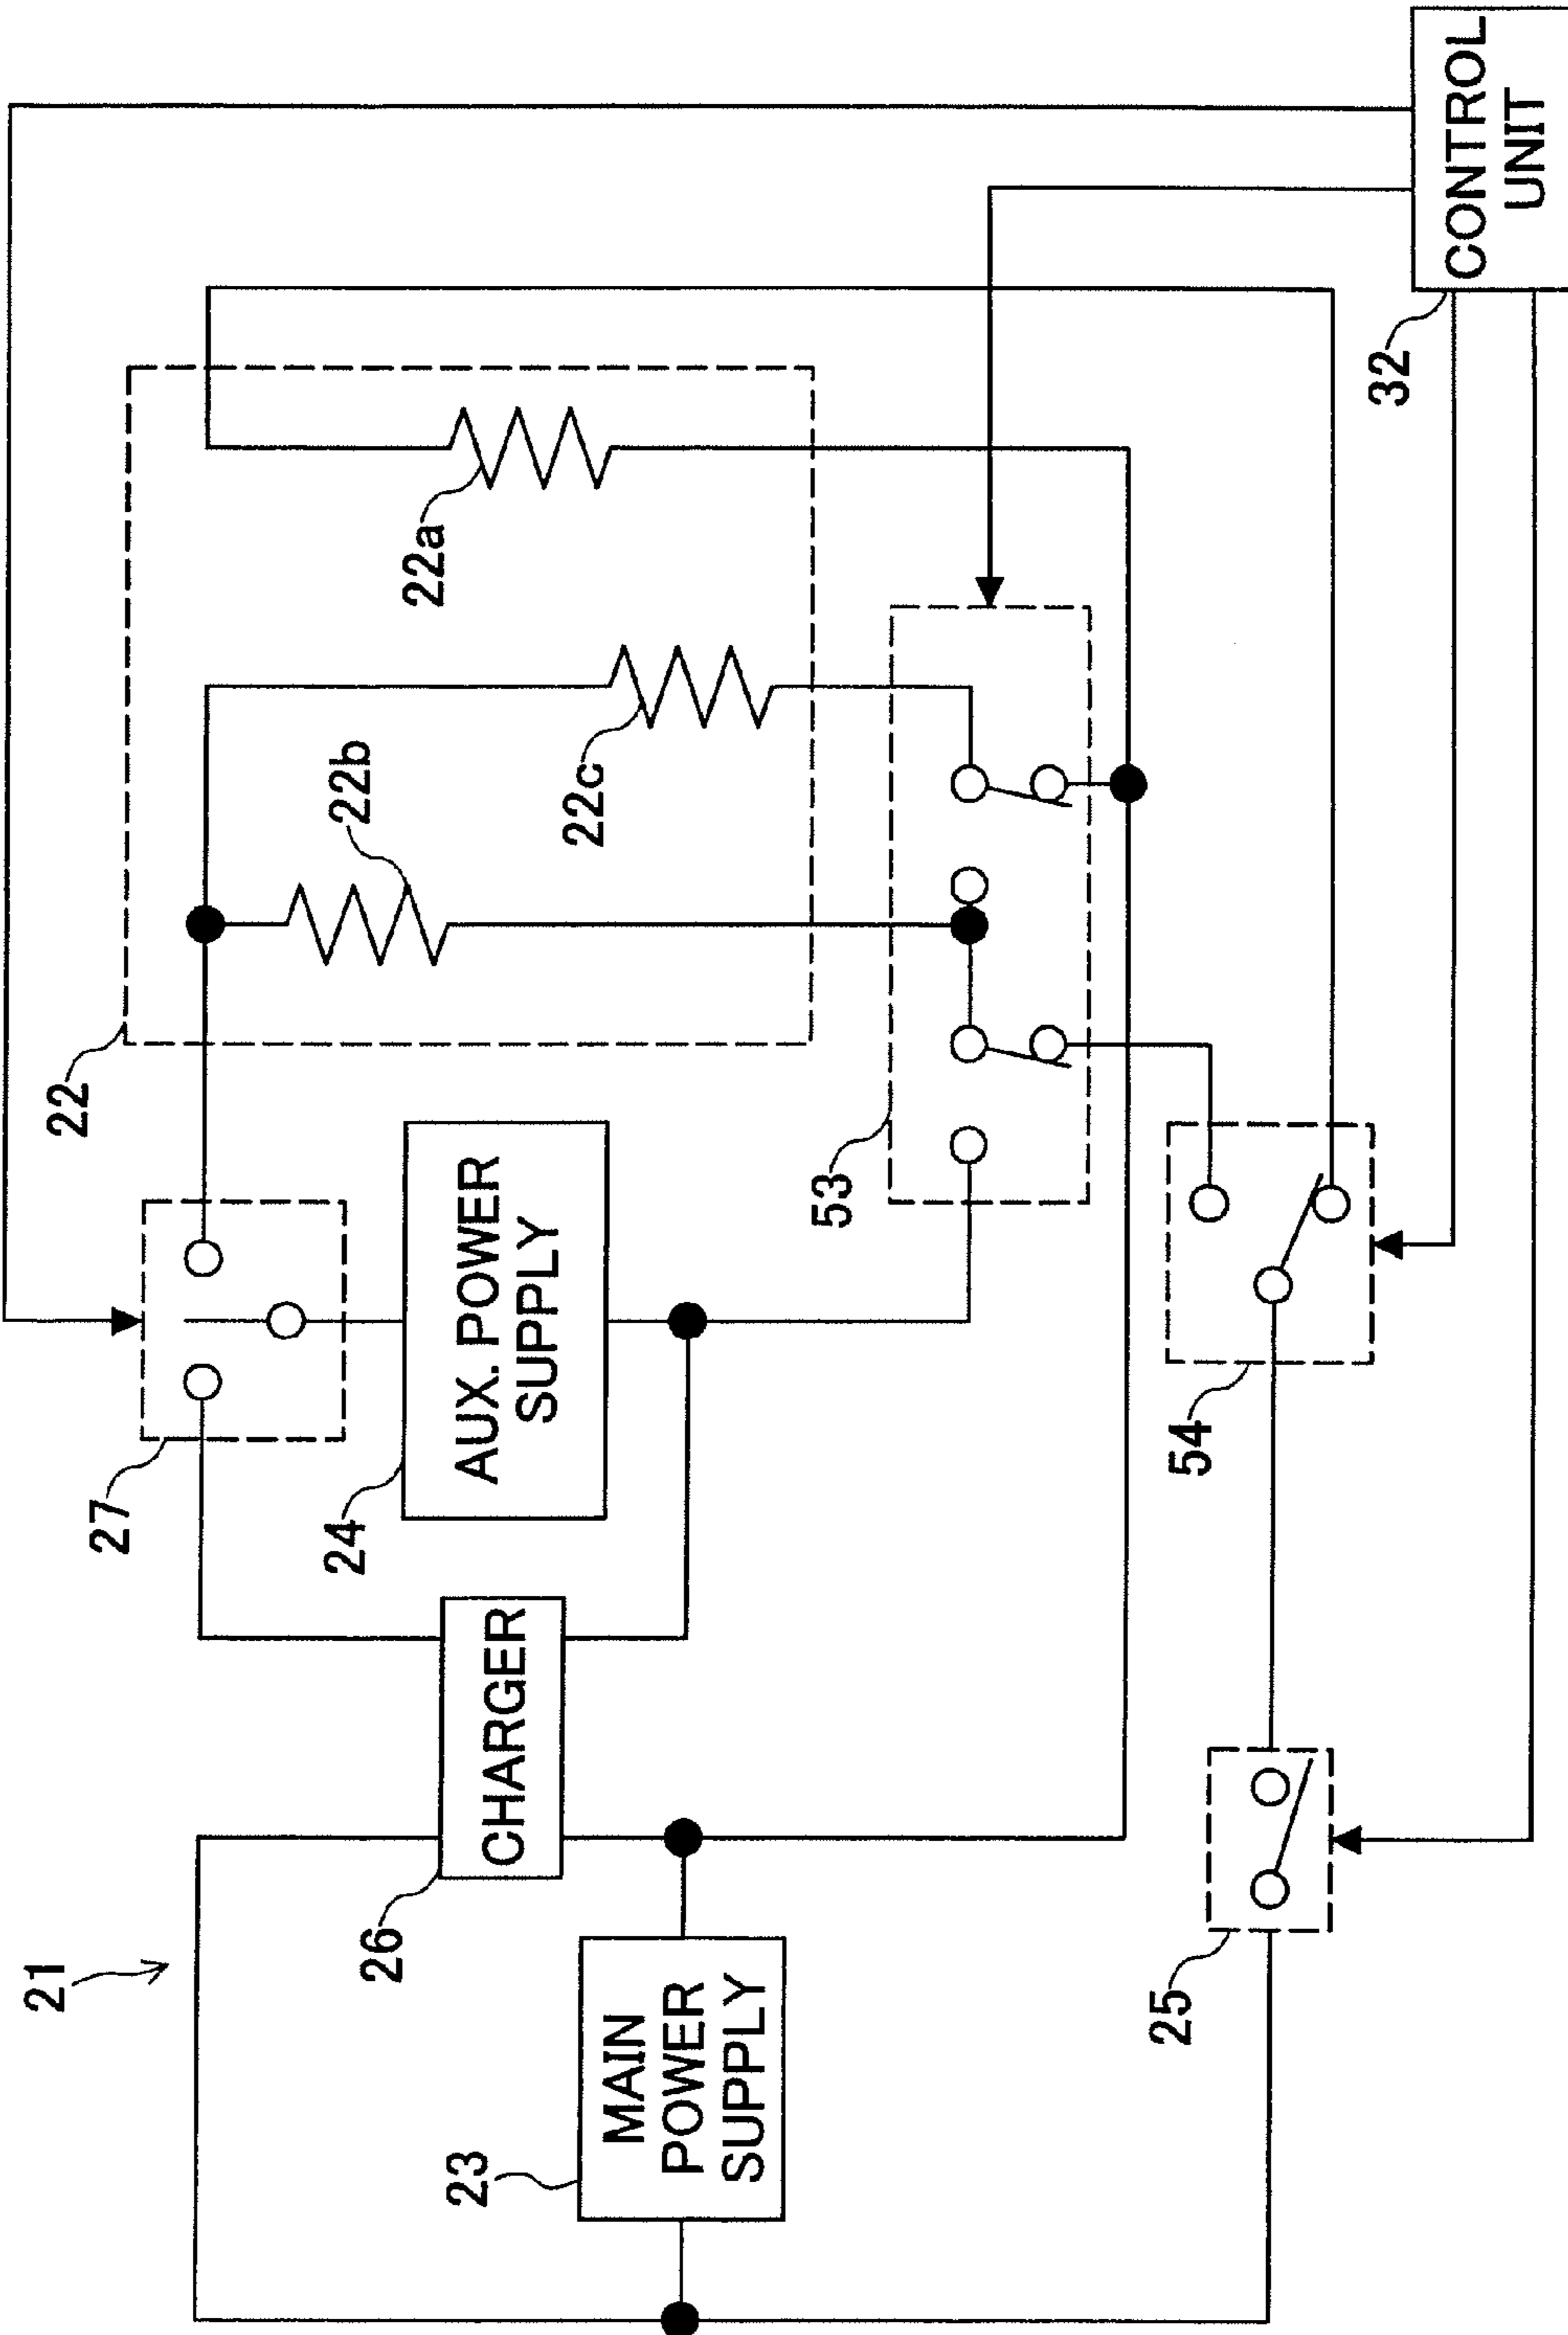 21
22
27
24
AUX. POWER
SUPPLY
26
CHARGER
23
MAIN
POWER
SUPPLY
22b
22c
22a
53
54
25
32
CONTROL
UNIT